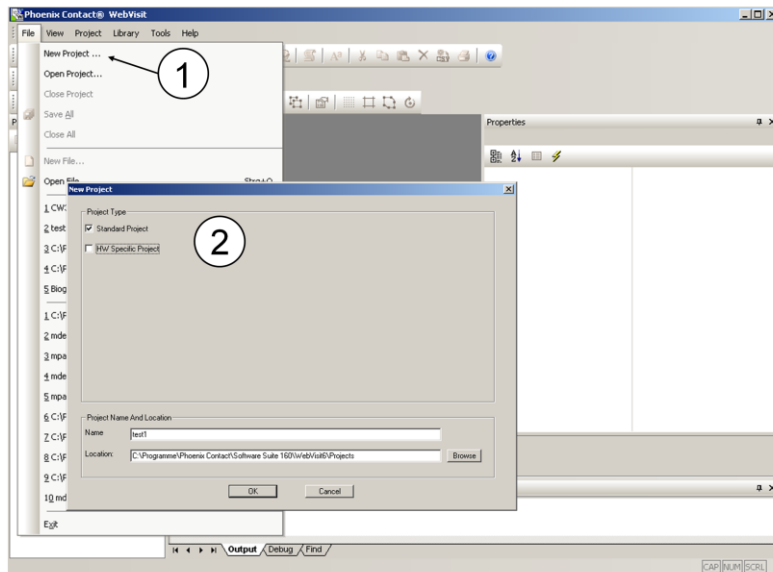 Phoenix Contact® WebVisit
File View Project Library Tools Help
New Project ...
1
Open Project...
Close Project
Save All
Close All
Properties
New File...
Open File
New Project
1 CW
2 test
3 C:\P
4 C:\P
5 Biog
1 C:\P
2 mde
3 mpa
4 mde
5 mpa
6 C:\P
7 C:\P
8 C:\P
9 C:\P
10 md
Exit
Project Type
Standard Project
HW Specific Project
2
Project Name And Location
Name test1
Location: C:\Programme\Phoenix Contact\Software Suite 160\WebVisit6\Projects Browse
OK Cancel
Output Debug Find
CAP NUM SCRL